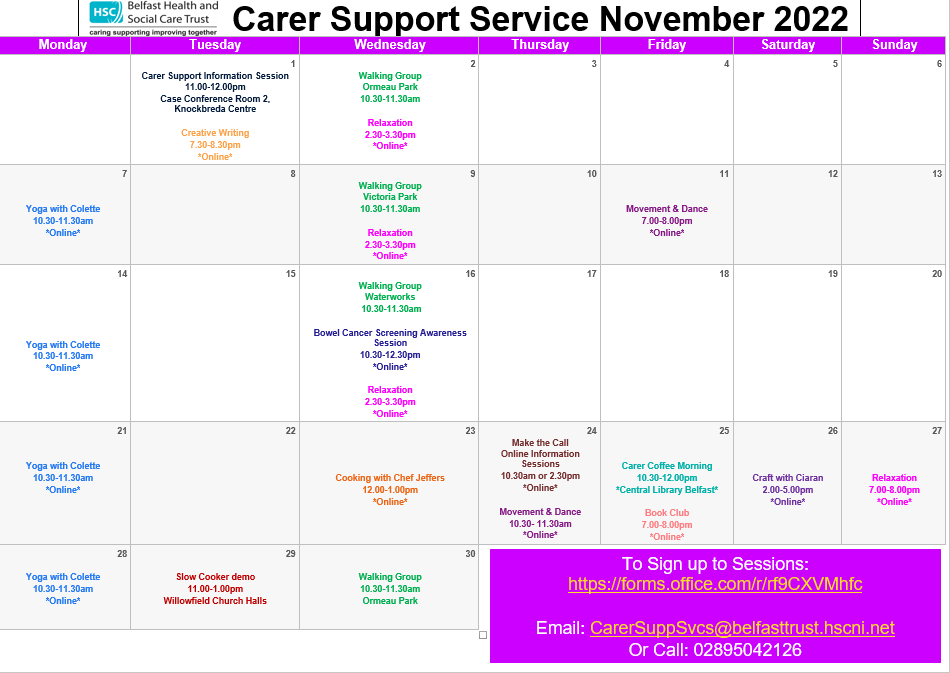 HSC
Belfast Health and
Social Care Trust
caring supporting improving together
Carer Support Service November 2022
Monday Tuesday Wednesday Thursday Friday Saturday Sunday
1
Carer Support Information Session
11.00-12.00pm
Case Conference Room 2,
Knockbreda Centre
Creative Writing
7.30-8.30pm
*Online*
2
Walking Group
Ormeau Park
10.30-11.30am
Relaxation
2.30-3.30pm
*Online*
3
4
5
6
7
Yoga with Colette
10.30-11.30am
*Online*
8
9
Walking Group
Victoria Park
10.30-11.30am
Relaxation
2.30-3.30pm
*Online*
10
11
Movement & Dance
7.00-8.00pm
*Online*
12
13
14
Yoga with Colette
10.30-11.30am
*Online*
15
16
Walking Group
Waterworks
10.30-11.30am
Bowel Cancer Screening Awareness
Session
10.30-12.30pm
*Online*
Relaxation
2.30-3.30pm
*Online*
17
18
19
20
21
Yoga with Colette
10.30-11.30am
*Online*
22
23
Cooking with Chef Jeffers
12.00-1.00pm
*Online*
24
Make the Call
Online Information
Sessions
10.30am or 2.30pm
*Online*
Movement & Dance
10.30- 11.30am
*Online*
25
Carer Coffee Morning
10.30-12.00pm
*Central Library Belfast*
Book Club
7.00-8.00pm
*Online*
26
Craft with Ciaran
2.00-5.00pm
*Online*
27
Relaxation
7.00-8.00pm
*Online*
28
Yoga with Colette
10.30-11.30am
*Online*
29
Slow Cooker demo
11.00-1.00pm
Willowfield Church Halls
30
Walking Group
10.30-11.30am
Ormeau Park
To Sign up to Sessions:
https://forms.office.com/r/rf9CXVMhfc
Email: CarerSuppSvcs@belfasttrust.hscni.net
Or Call: 02895042126